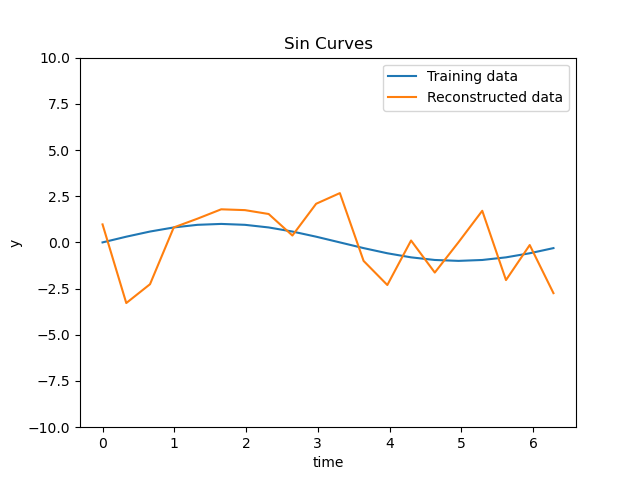 Sin Curves
Training data
Reconstructed data
10.0
7.5
5.0
2.5
0.0
−2.5
−5.0
−7.5
−10.0
y
0 1 2 3 4 5 6
time